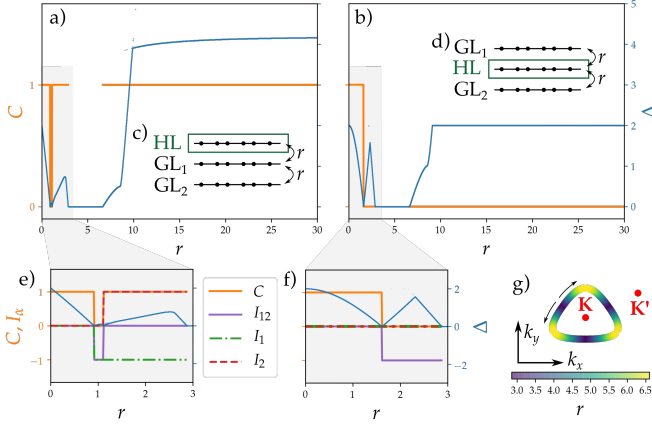 a)
C
1
0
0
5
10
15
20
25
30
r
c)
HL
GL1
GL2
r
r
b)
5
4
3
2
1
0
Δ
0
5
10
15
20
25
30
r
d)
GL1
HL
GL2
r
r
e)
C, Iα
1
0
−1
0
1
2
3
r
C
I12
I1
I2
f)
2
0
−2
Δ
0
1
2
3
r
g)
K
K'
ky
kx
3.0 3.5 4.0 4.5 5.0 5.5 6.0 6.5
r